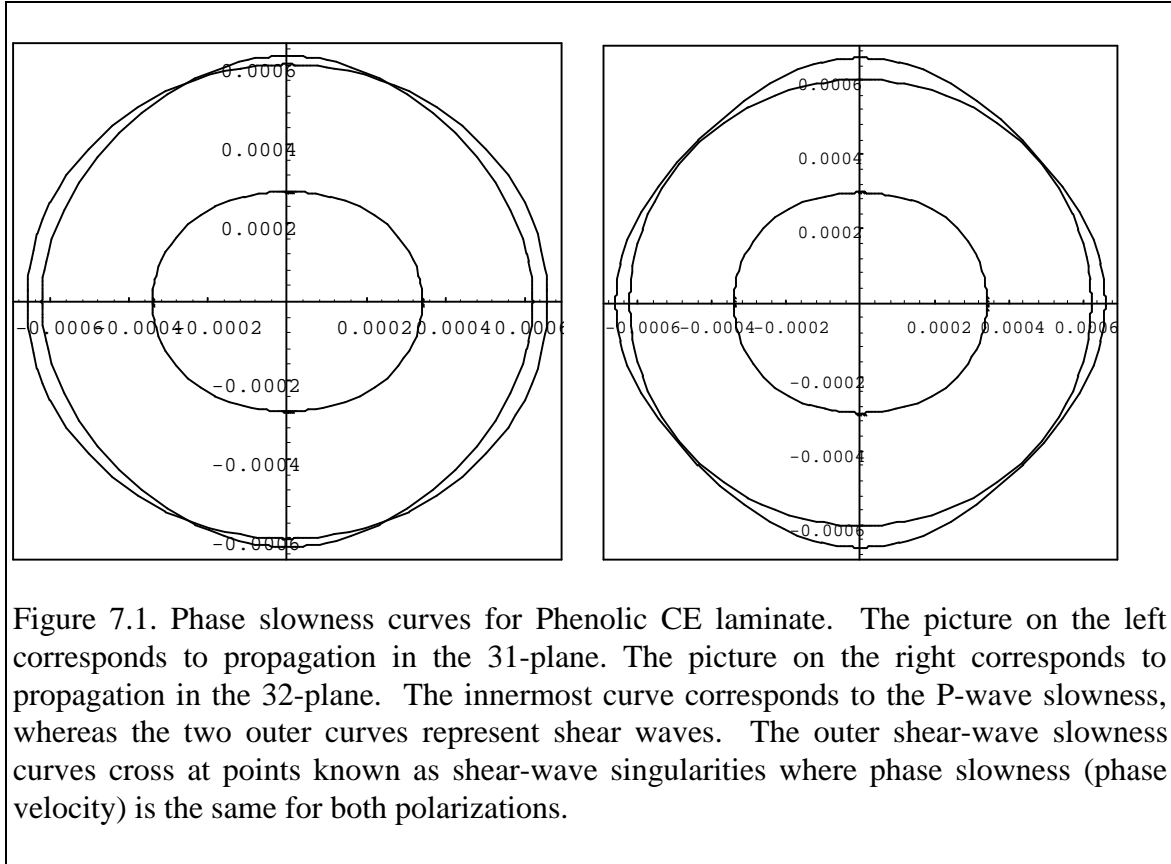 0.0006
0.0004
0.0002
-0.0006-0.0004-0.0002 0.0002 0.0004 0.0006
-0.0002
-0.0004
-0.0006
0.0006
0.0004
0.0002
-0.0006-0.0004-0.0002 0.0002 0.0004 0.0006
-0.0002
-0.0004
-0.0006
Figure 7.1. Phase slowness curves for Phenolic CE laminate. The picture on the left
corresponds to propagation in the 31-plane. The picture on the right corresponds to
propagation in the 32-plane. The innermost curve corresponds to the P-wave slowness,
whereas the two outer curves represent shear waves. The outer shear-wave slowness
curves cross at points known as shear-wave singularities where phase slowness (phase
velocity) is the same for both polarizations.